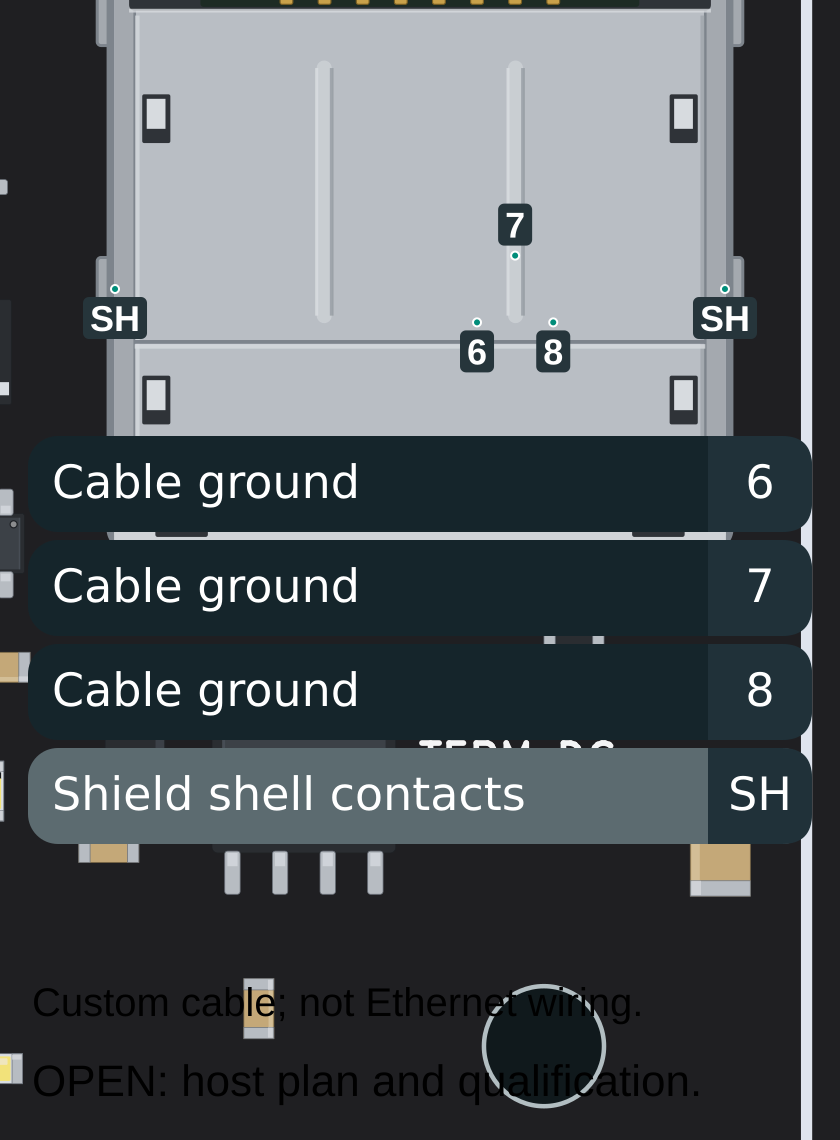 7
SH
SH
6
8
Cable ground 6
Cable ground 7
Cable ground 8
Shield shell contacts SH
Custom cable; not Ethernet wiring.
OPEN: host plan and qualification.